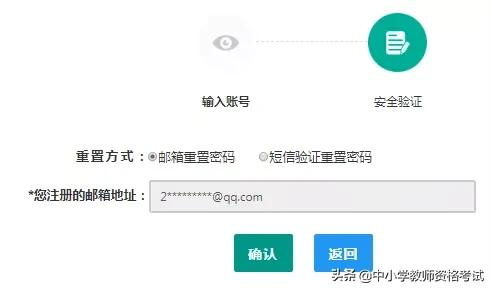 输入账号
安全验证
重置方式：邮箱重置密码 短信验证重置密码
*您注册的邮箱地址： 2*********@qq.com
确认 返回
头条 @中小学教师资格考试